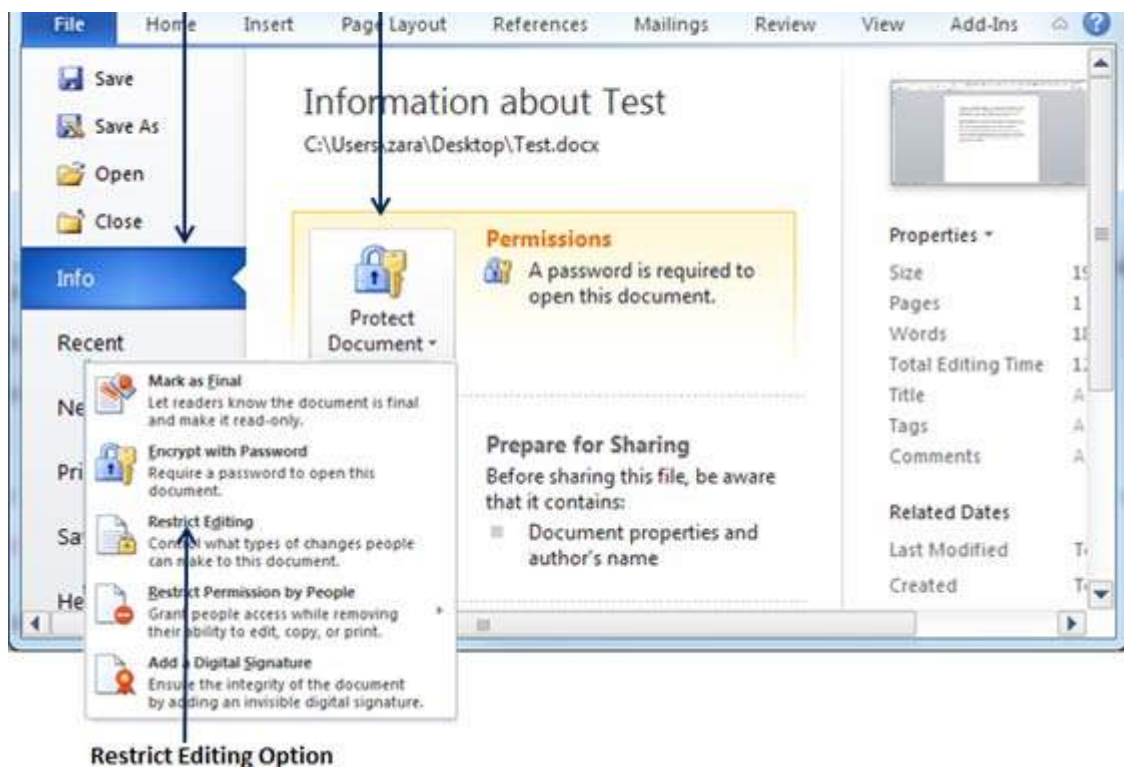 File Home Insert Page Layout References Mailings Review View Add-Ins
Save
Save As
Open
Close
Info
Recent
Information about Test
C:\Users\zara\Desktop\Test.docx
Protect
Document
Permissions
A password is required to
open this document.
Mark as Final
Let readers know the document is final
and make it read-only.
Encrypt with Password
Require a password to open this
document.
Restrict Editing
Control what types of changes people
can make to this document.
Restrict Permission by People
Grant people access while removing
their ability to edit, copy, or print.
Add a Digital Signature
Ensure the integrity of the document
by adding an invisible digital signature.
Prepare for Sharing
Before sharing this file, be aware
that it contains:
Document properties and
author's name
Properties
Size
Pages 1
Words
Total Editing Time
Title
Tags
Comments
Related Dates
Last Modified
Created
Restrict Editing Option